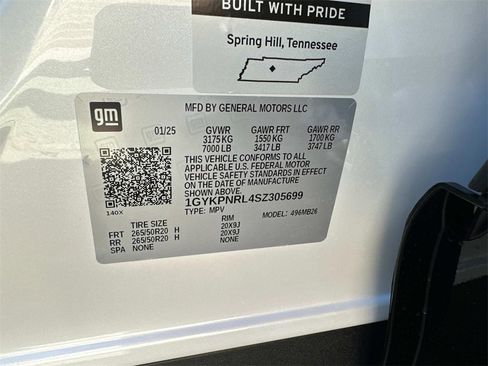 BUILT WITH PRIDE
Spring Hill, Tennessee
gm
MFD BY GENERAL MOTORS LLC
01/25 GVWR GAWR FRT GAWR RR
3175 KG 1550 KG 1700 KG
7000 LB 3417 LB 3747 LB
THIS VEHICLE CONFORMS TO ALL
APPLICABLE U.S. FEDERAL MOTOR
VEHICLE SAFETY STANDARDS IN EFFECT
ON THE DATE OF MANUFACTURE
SHOWN ABOVE.
1GYKPNRL4SZ305699
TYPE: MPV MODEL: 496MB26
140X
TIRE SIZE RIM
FRT 265/50R20 H 20X9J
RR 265/50R20 H 20X9J
SPA NONE NONE